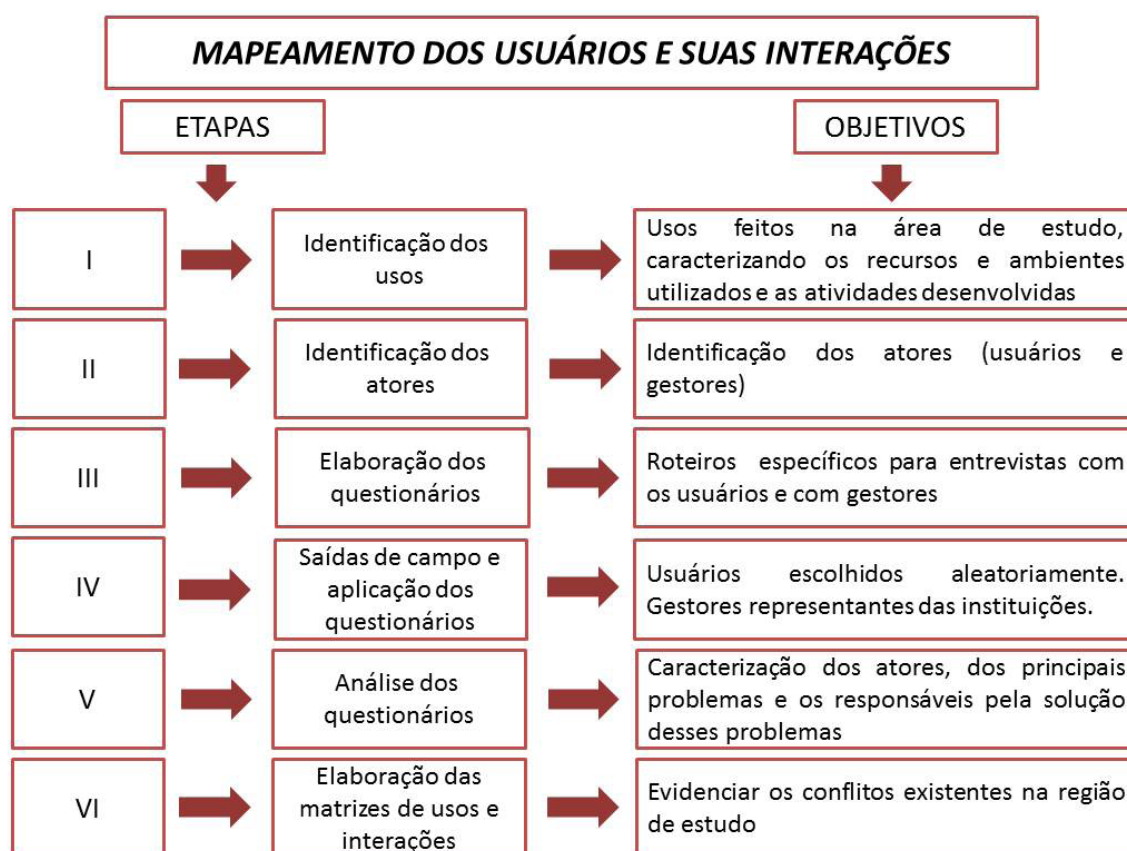 MAPEAMENTO DOS USUÁRIOS E SUAS INTERAÇÕES
ETAPAS
OBJETIVOS
I
Identificação dos
usos
Usos feitos na área de estudo,
caracterizando os recursos e ambientes
utilizados e as atividades desenvolvidas
II
Identificação dos
atores
Identificação dos atores (usuários e
gestores)
III
Elaboração dos
questionários
Roteiros específicos para entrevistas com
os usuários e com gestores
IV
Saídas de campo e
aplicação dos
questionários
Usuários escolhidos aleatoriamente.
Gestores representantes das instituições.
V
Análise dos
questionários
Caracterização dos atores, dos principais
problemas e os responsáveis pela solução
desses problemas
VI
Elaboração das
matrizes de usos e
interações
Evidenciar os conflitos existentes na região
de estudo